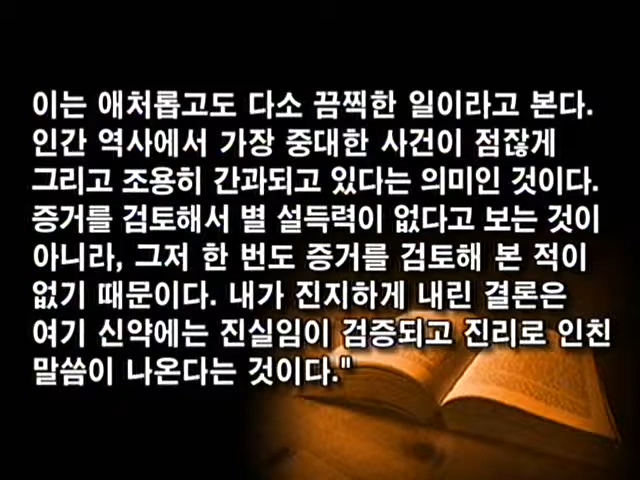 이는 애처롭고도 다소 끔찍한 일이라고 본다.
인간 역사에서 가장 중대한 사건이 점잖게
그리고 조용히 간과되고 있다는 의미인 것이다.
증거를 검토해서 별 설득력이 없다고 보는 것이
아니라, 그저 한 번도 증거를 검토해 본 적이
없기 때문이다. 내가 진지하게 내린 결론은
여기 신약에는 진실임이 검증되고 진리로 인친
말씀이 나온다는 것이다."